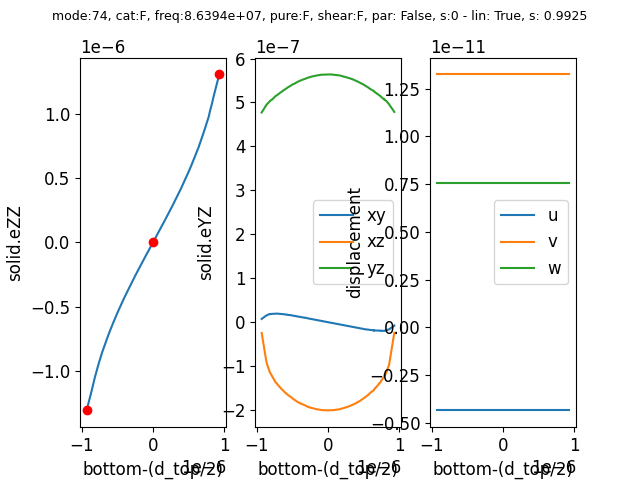 mode:74, cat:F, freq:8.6394e+07, pure:F, shear:F, par: False, s:0 - lin: True, s: 0.9925
1e−6
1.0
0.5
0.0
−0.5
−1.0
solid.eZZ
−1
0
1
1e−6
bottom-(d_top/2)
1e−7
6
5
4
3
2
1
0
−1
−2
solid.eYZ
xy
xz
yz
−1
0
1
1e−6
bottom-(d_top/2)
1e−11
1.25
1.00
0.75
0.50
0.25
0.00
−0.25
−0.50
displacement
u
v
w
−1
0
1
1e−6
bottom-(d_top/2)